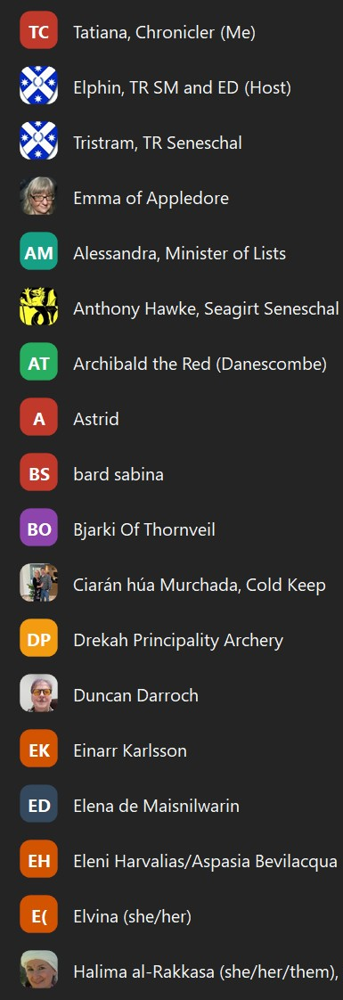 TC Tatiana, Chronicler (Me)
Elphin, TR SM and ED (Host)
Tristram, TR Seneschal
Emma of Appledore
AM Alessandra, Minister of Lists
Anthony Hawke, Seagirt Seneschal
AT Archibald the Red (Danescombe)
A Astrid
BS bard sabina
BO Bjarki Of Thornveil
Ciarán húa Murchada, Cold Keep
DP Drekah Principality Archery
Duncan Darroch
EK Einarr Karlsson
ED Elena de Maisnilwarin
EH Eleni Harvalias/Aspasia Bevilacqua
E( Elvina (she/her)
Halima al-Rakkasa (she/her/them),